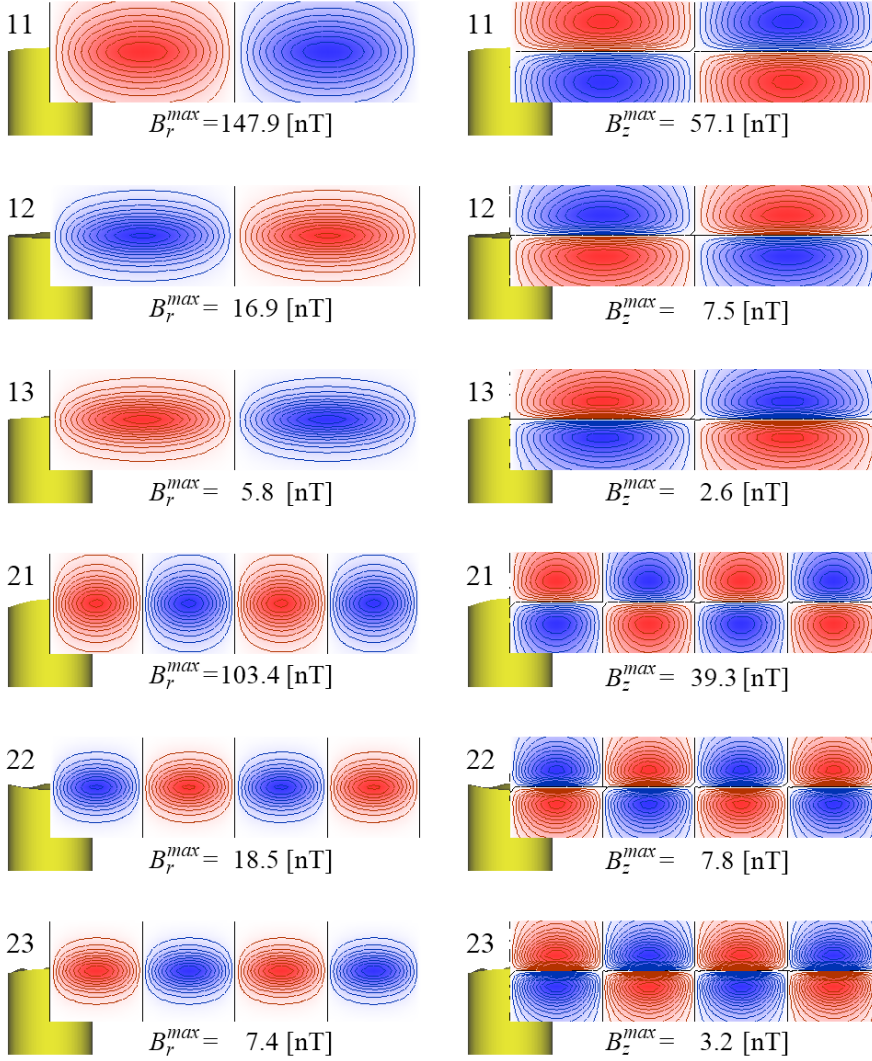 11 11
B_r^max = 147.9 [nT] B_z^max = 57.1 [nT]
12 12
B_r^max = 16.9 [nT] B_z^max = 7.5 [nT]
13 13
B_r^max = 5.8 [nT] B_z^max = 2.6 [nT]
21 21
B_r^max = 103.4 [nT] B_z^max = 39.3 [nT]
22 22
B_r^max = 18.5 [nT] B_z^max = 7.8 [nT]
23 23
B_r^max = 7.4 [nT] B_z^max = 3.2 [nT]